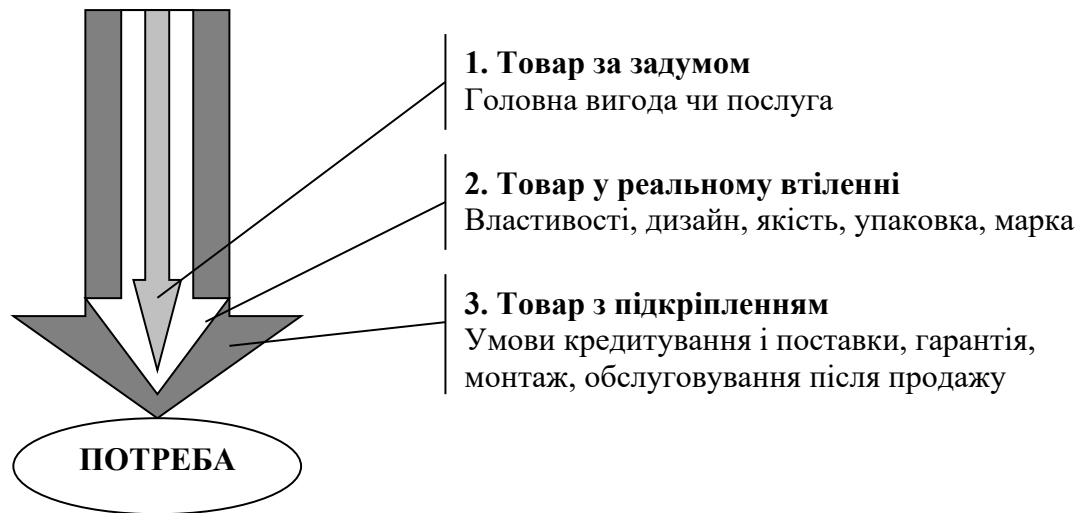 1. Товар за задумом
Головна вигода чи послуга
2. Товар у реальному втіленні
Властивості, дизайн, якість, упаковка, марка
3. Товар з підкріпленням
Умови кредитування і поставки, гарантія,
монтаж, обслуговування після продажу
ПОТРЕБА